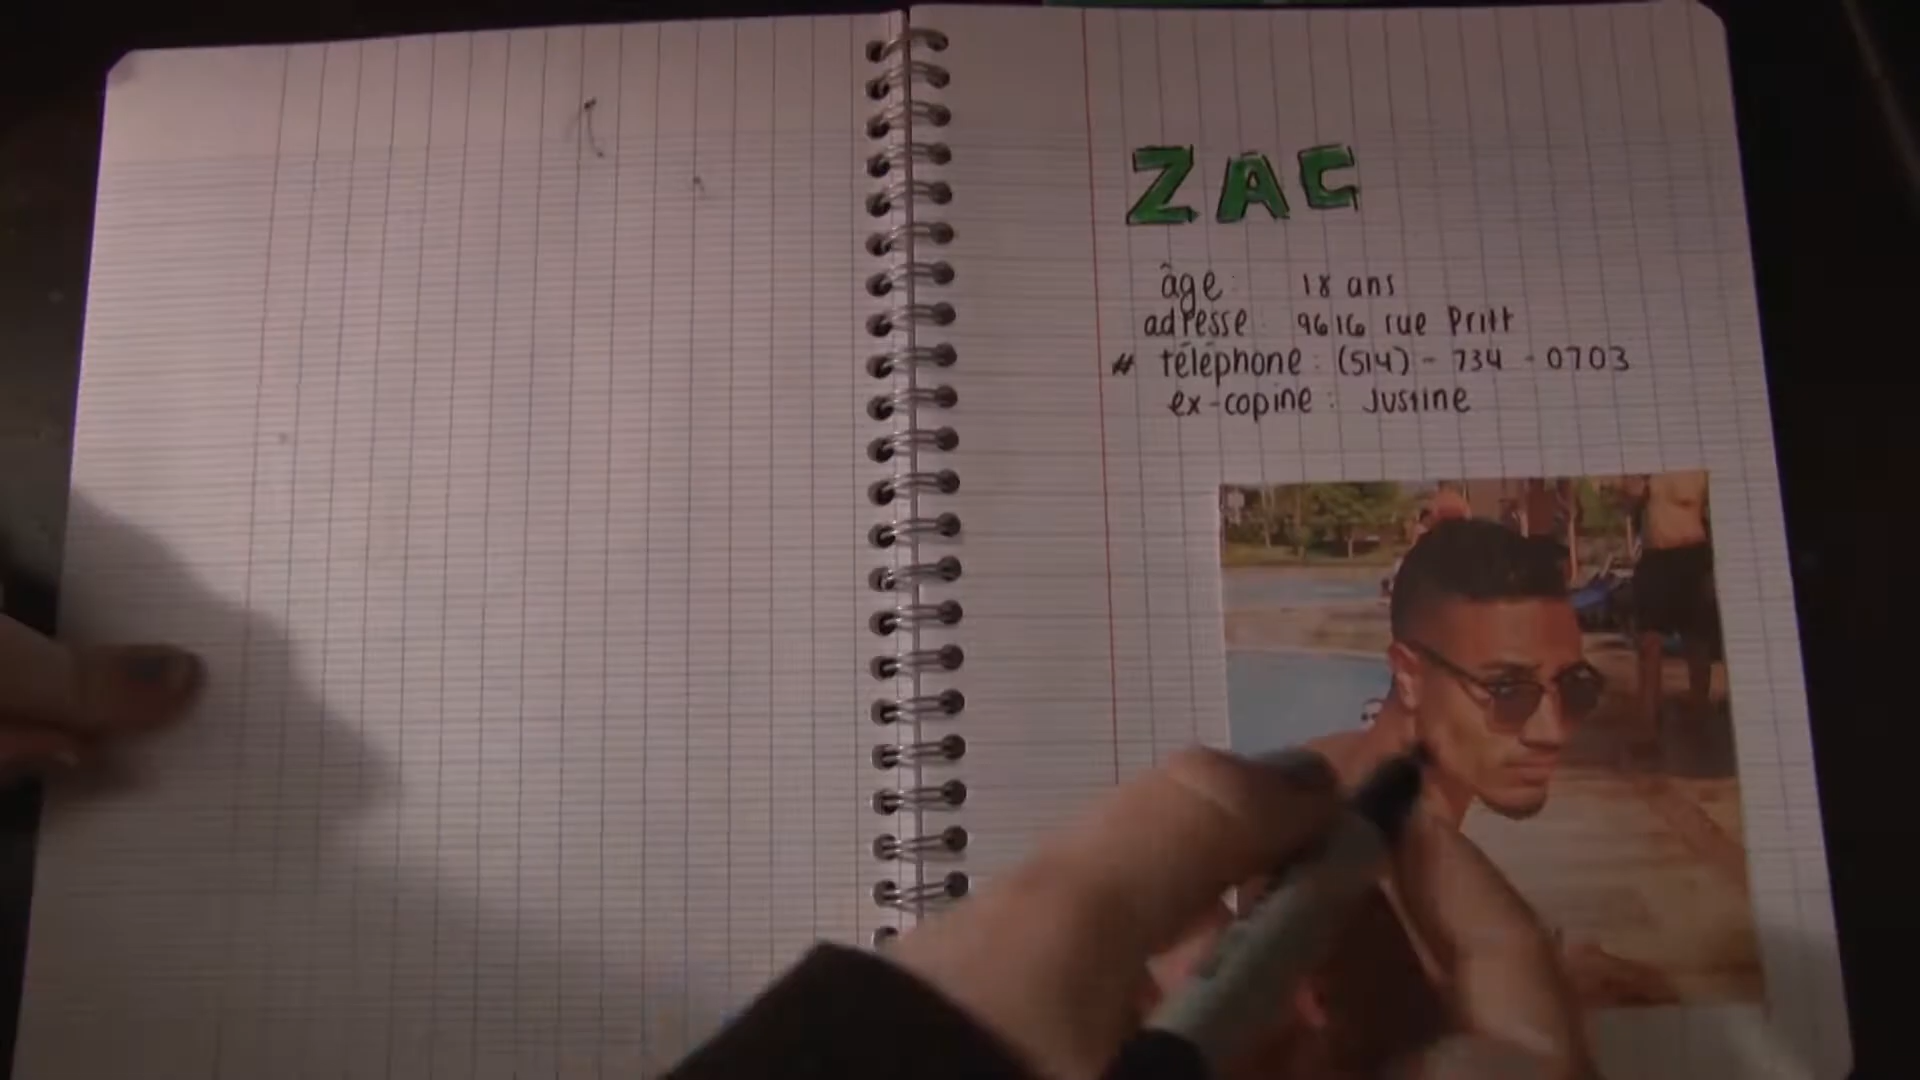 ZAC
âge : 18 ans
adresse : 9616 rue Pritt
# téléphone : (514) - 734 - 0703
ex-copine : Justine